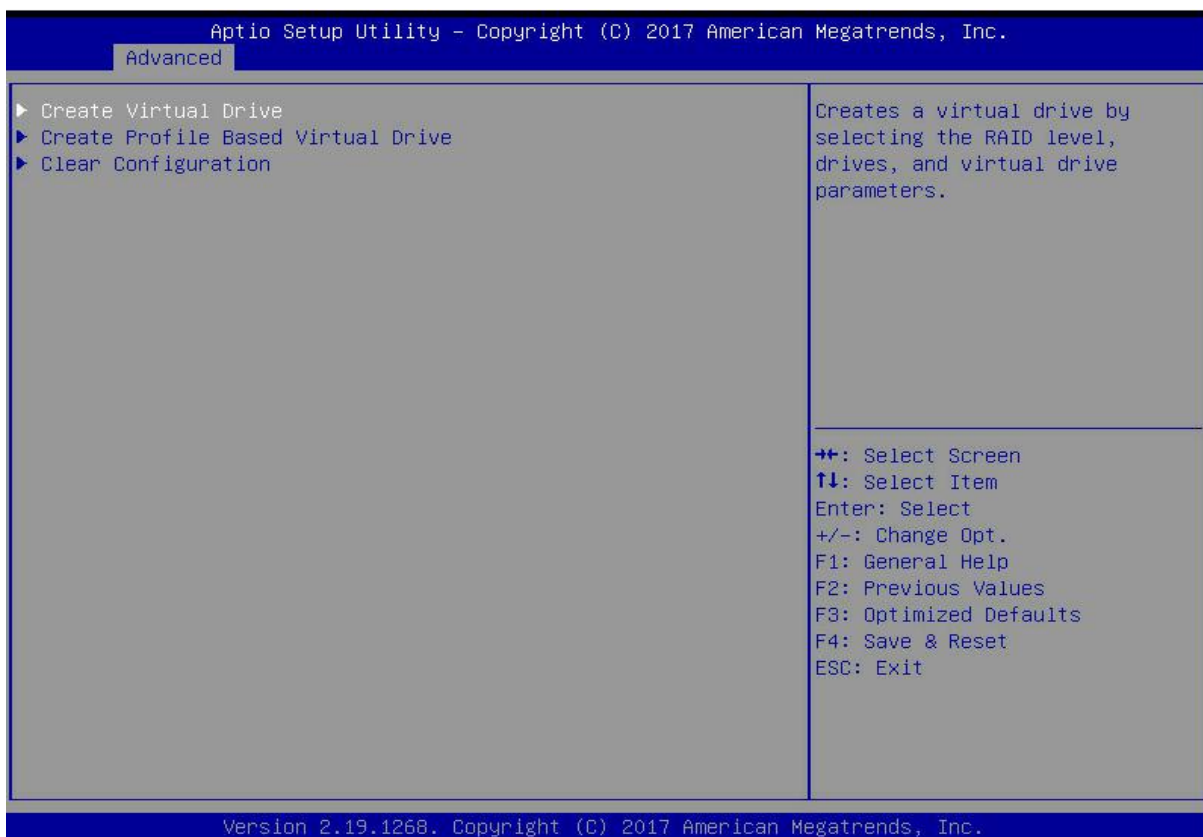 Aptio Setup Utility – Copyright (C) 2017 American Megatrends, Inc.
Advanced
▶ Create Virtual Drive
▶ Create Profile Based Virtual Drive
▶ Clear Configuration
Creates a virtual drive by
selecting the RAID level,
drives, and virtual drive
parameters.
→←: Select Screen
↑↓: Select Item
Enter: Select
+/-: Change Opt.
F1: General Help
F2: Previous Values
F3: Optimized Defaults
F4: Save & Reset
ESC: Exit
Version 2.19.1268. Copyright (C) 2017 American Megatrends, Inc.